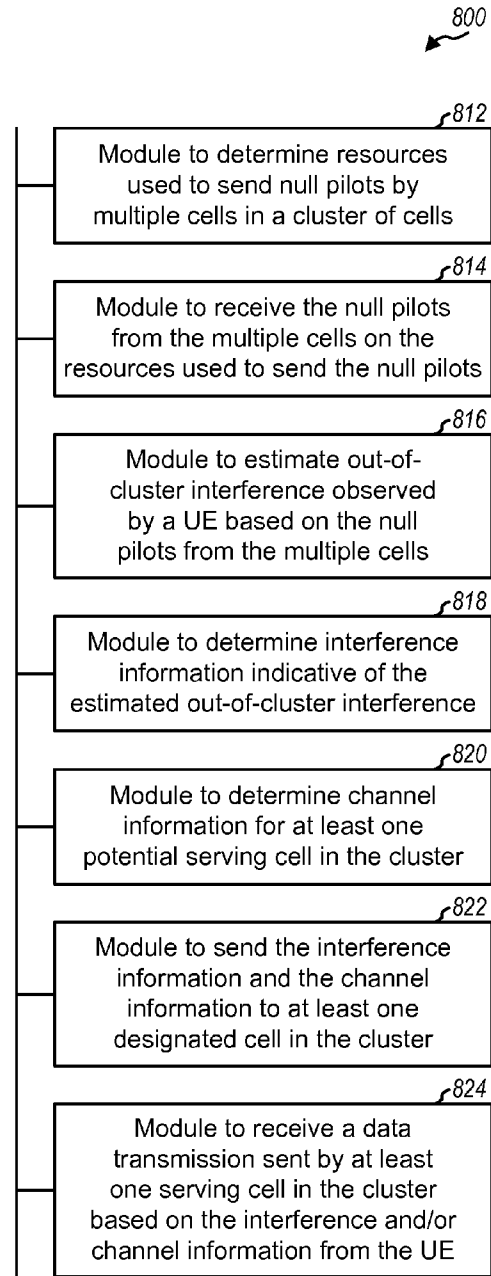 800
812
Module to determine resources
used to send null pilots by
multiple cells in a cluster of cells
814
Module to receive the null pilots
from the multiple cells on the
resources used to send the null pilots
816
Module to estimate out-of-
cluster interference observed
by a UE based on the null
pilots from the multiple cells
818
Module to determine interference
information indicative of the
estimated out-of-cluster interference
820
Module to determine channel
information for at least one
potential serving cell in the cluster
822
Module to send the interference
information and the channel
information to at least one
designated cell in the cluster
824
Module to receive a data
transmission sent by at least
one serving cell in the cluster
based on the interference and/or
channel information from the UE